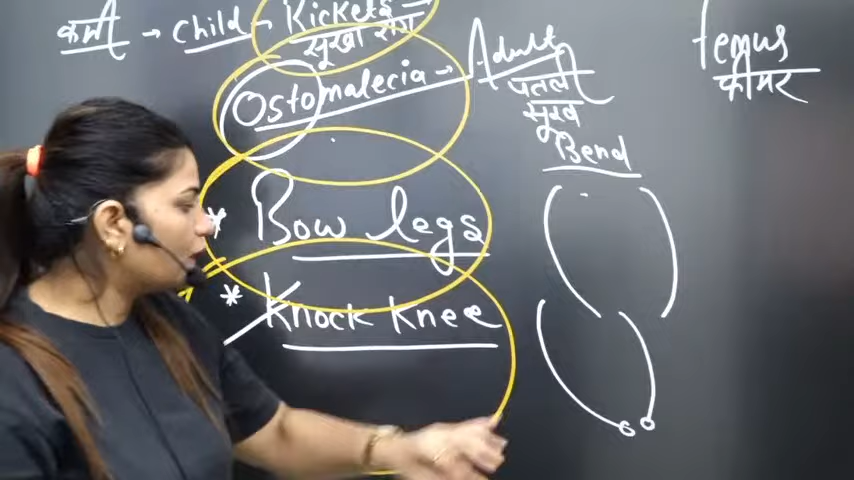 कमी → Child → Rickets →
सूखा रोग
Ostomalecia → Adult
पतली
सूख
Bend
* Bow legs
* Knock Knee
femus
फीमर